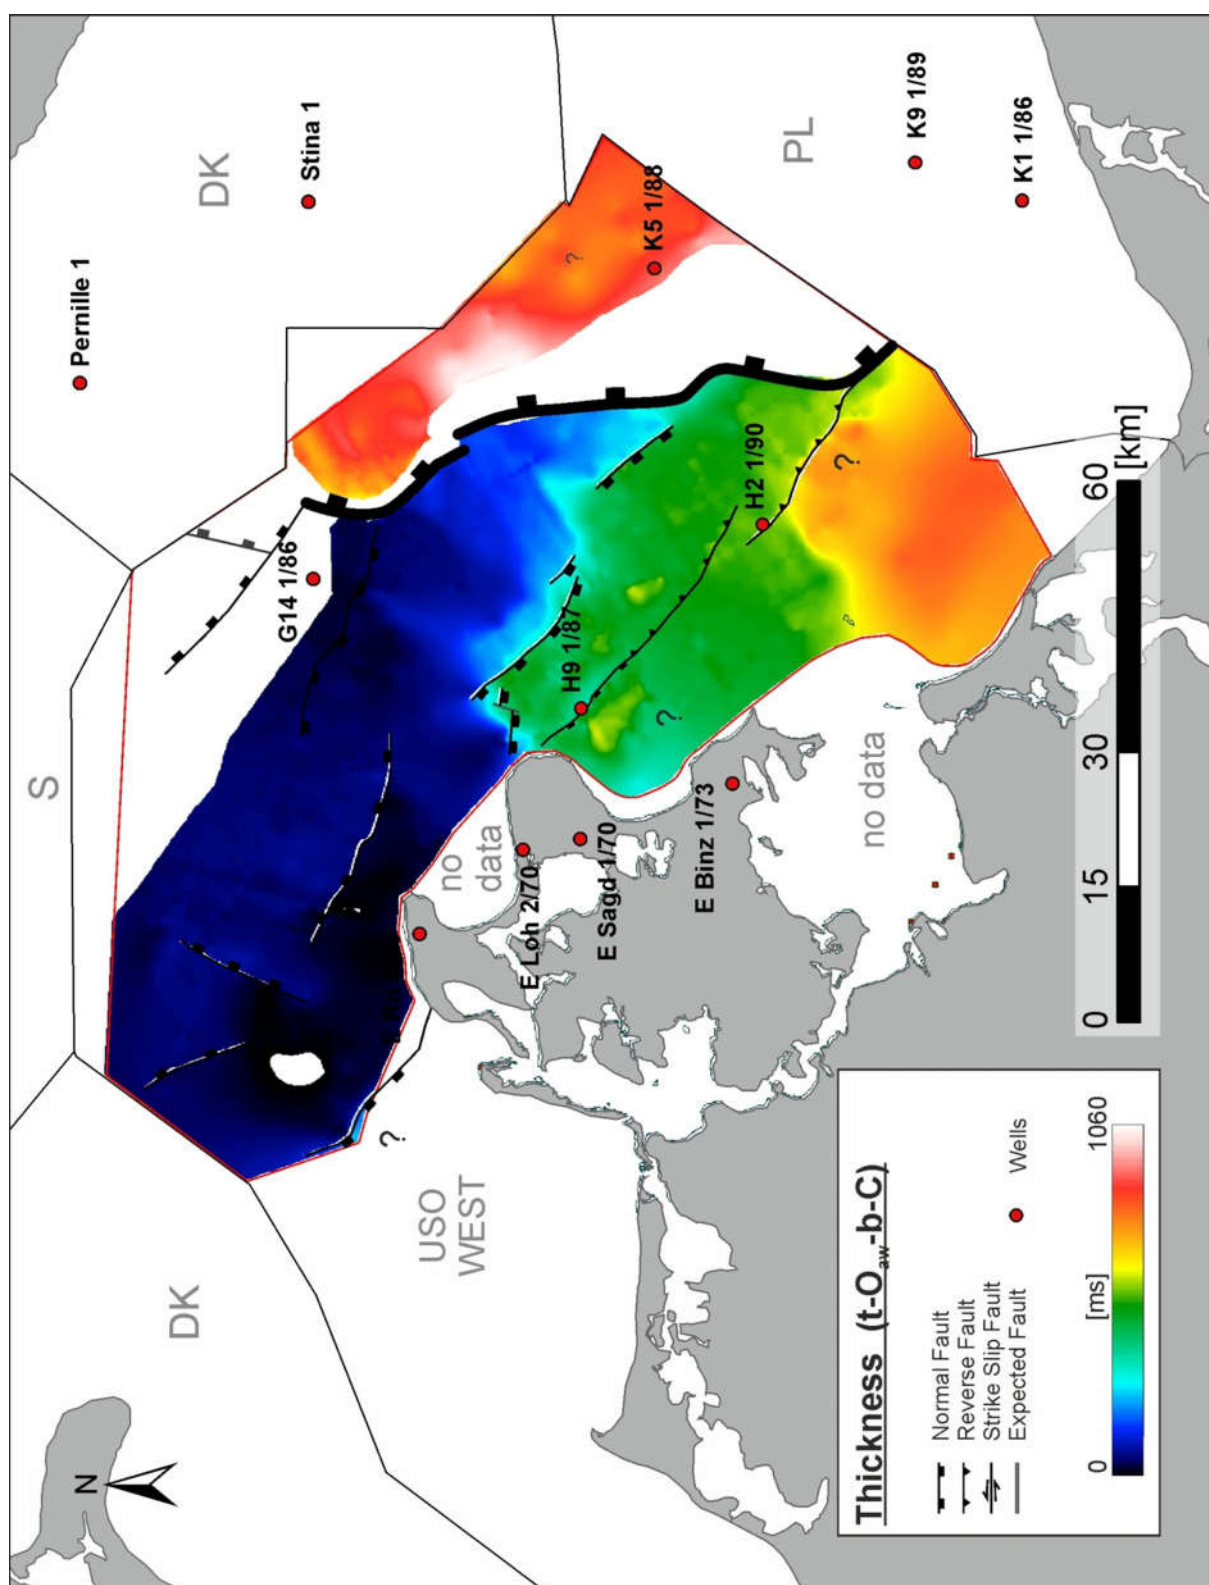 N
DK
S
DK
PL
USO
WEST
no
data
no data
Pernille 1
Stina 1
G14 1/86
K5 1/88
K9 1/89
K1 1/86
H2 1/90
H9 1/87
E Loh 2/70
E Sagd 1/70
E Binz 1/73
?
?
?
?
Thickness (t-Oaw-b-C)
Normal Fault
Reverse Fault
Strike Slip Fault
Expected Fault
Wells
0 [ms] 1060
0 15 30 60
[km]